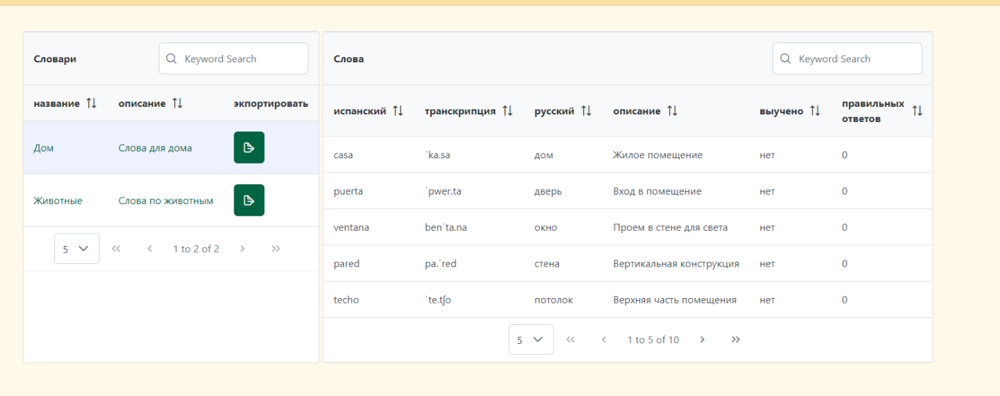 Словари
Keyword Search
название описание экспортировать
Дом Слова для дома
Животные Слова по животным
5 1 to 2 of 2
Слова
Keyword Search
испанский транскрипция русский описание выучено правильных ответов
casa ˈka.sa дом Жилое помещение нет 0
puerta ˈpwer.ta дверь Вход в помещение нет 0
ventana benˈta.na окно Проем в стене для света нет 0
pared pa.ˈred стена Вертикальная конструкция нет 0
techo ˈte.tʃo потолок Верхняя часть помещения нет 0
5 1 to 5 of 10